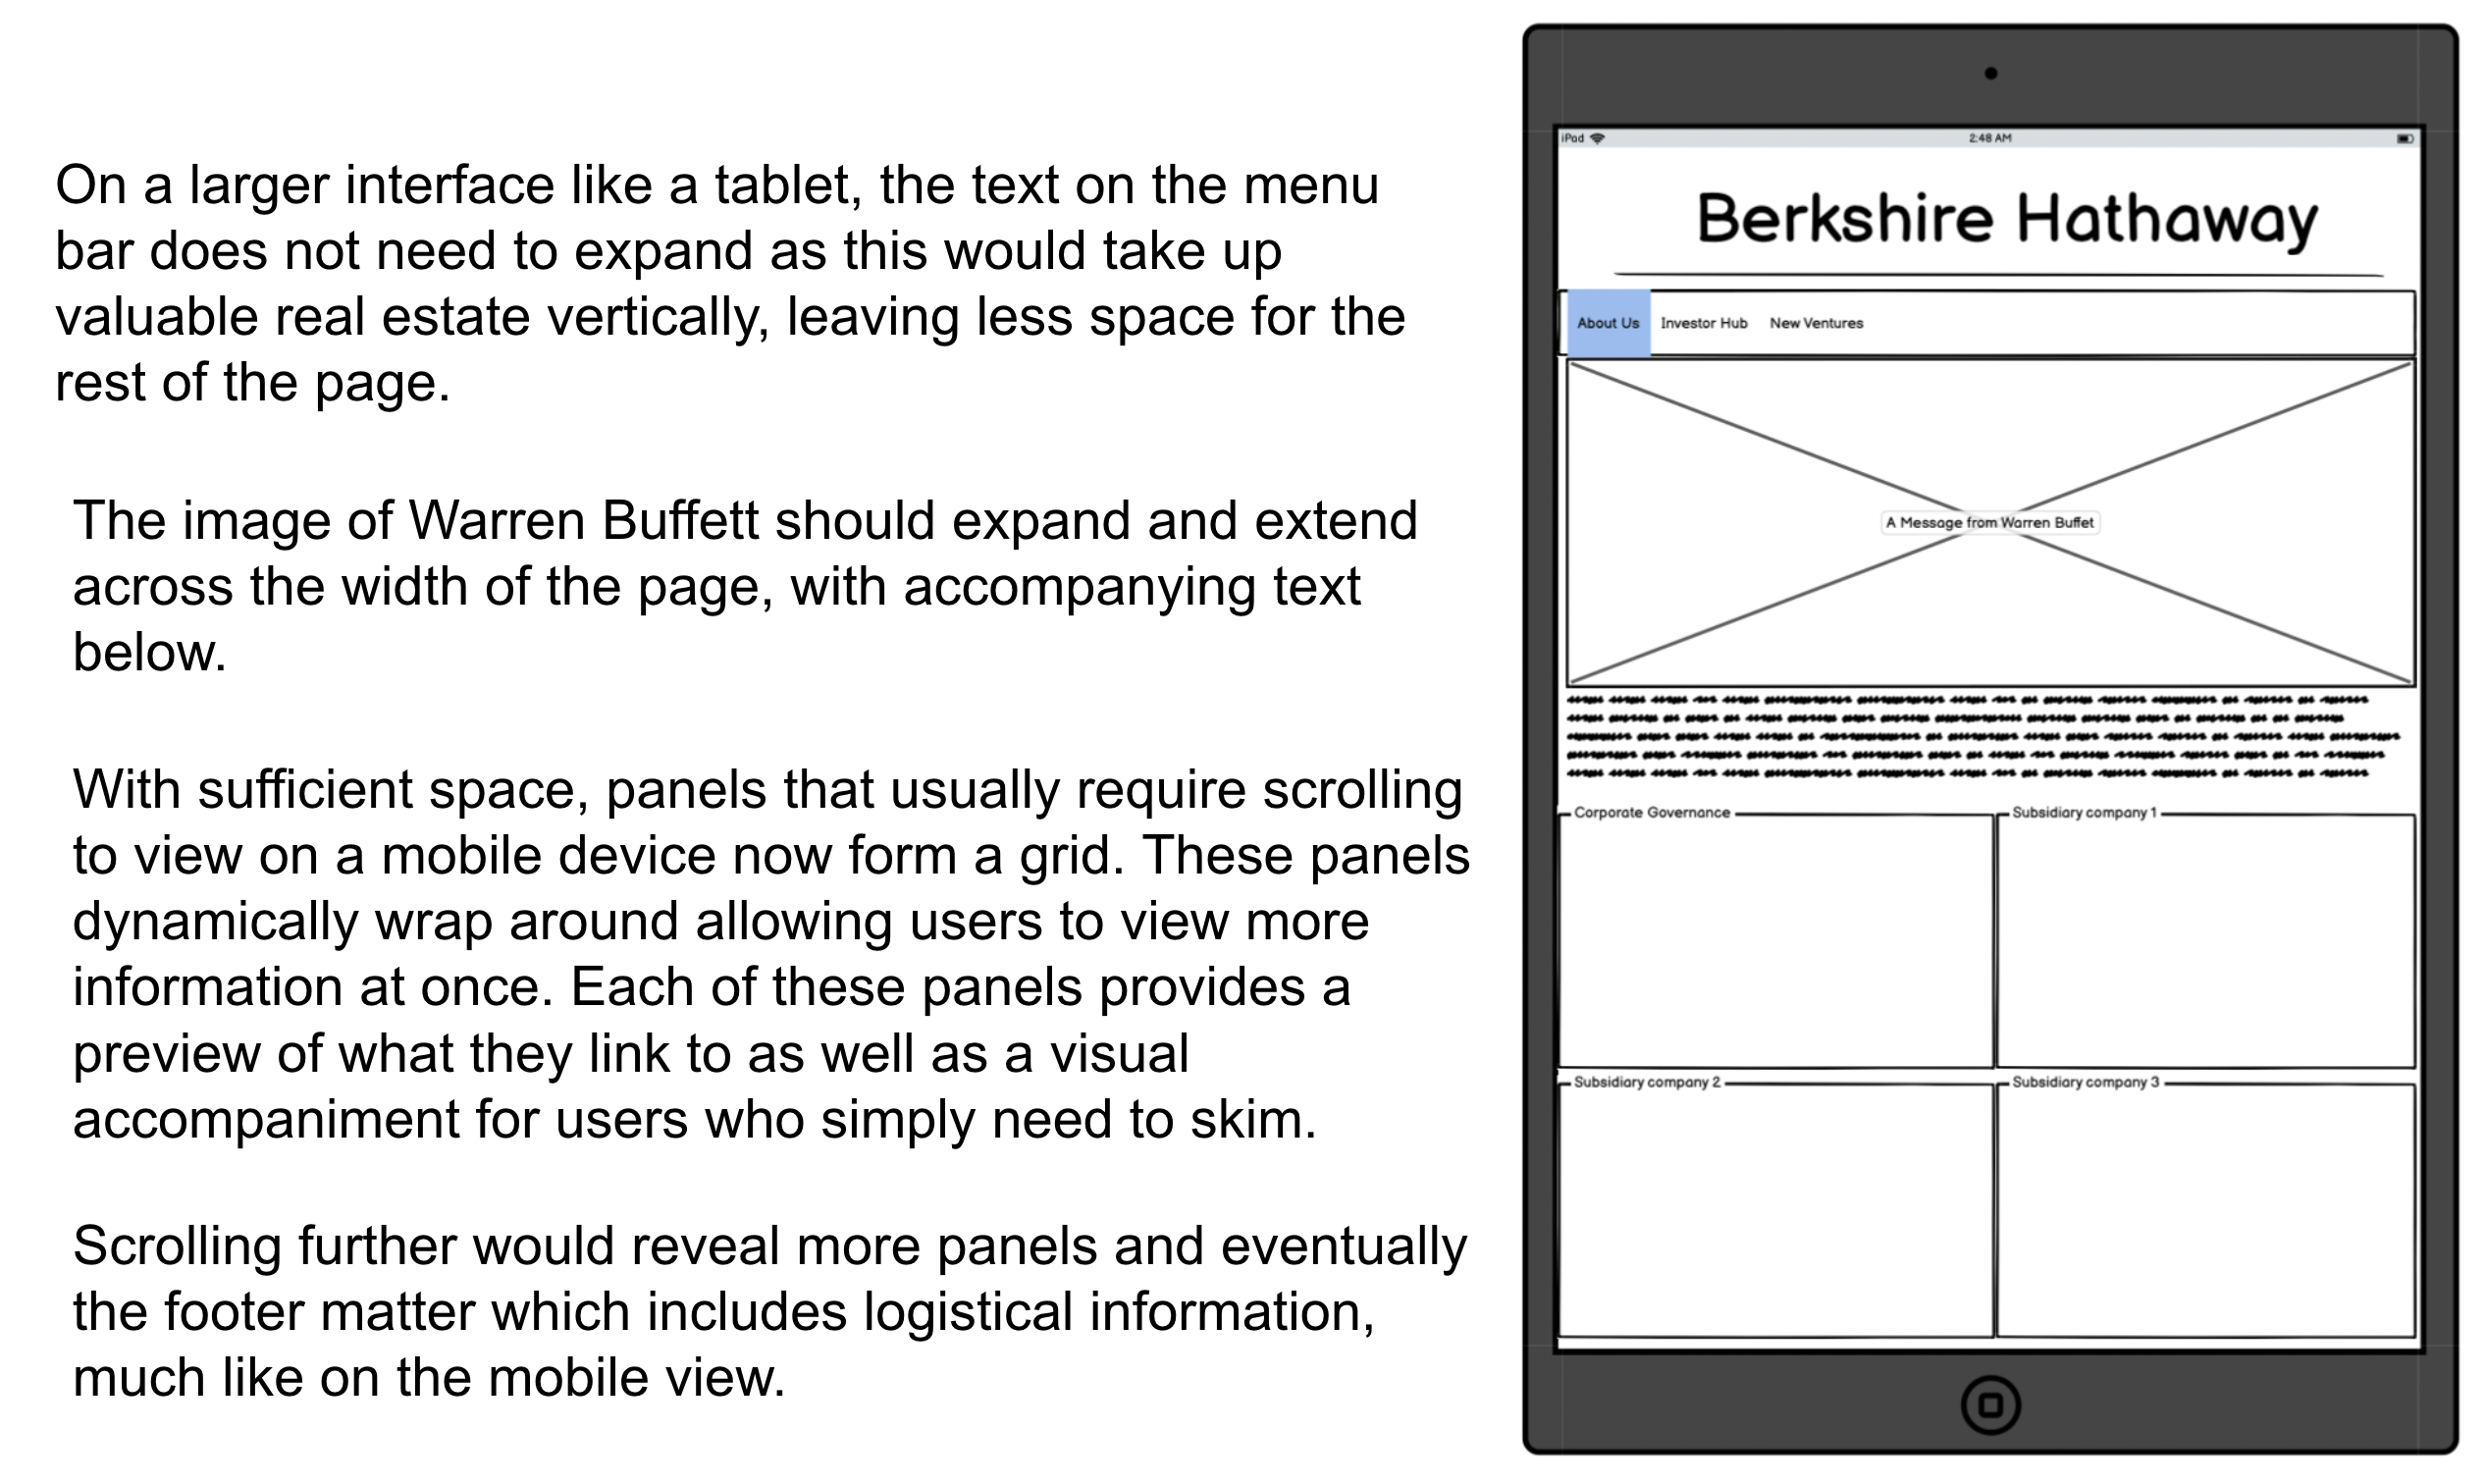 On a larger interface like a tablet, the text on the menu
bar does not need to expand as this would take up
valuable real estate vertically, leaving less space for the
rest of the page.
The image of Warren Buffett should expand and extend
across the width of the page, with accompanying text
below.
With sufficient space, panels that usually require scrolling
to view on a mobile device now form a grid. These panels
dynamically wrap around allowing users to view more
information at once. Each of these panels provides a
preview of what they link to as well as a visual
accompaniment for users who simply need to skim.
Scrolling further would reveal more panels and eventually
the footer matter which includes logistical information,
much like on the mobile view.
iPad 2:48 AM
Berkshire Hathaway
About Us Investor Hub New Ventures
A Message from Warren Buffet
Corporate Governance Subsidiary company 1
Subsidiary company 2 Subsidiary company 3